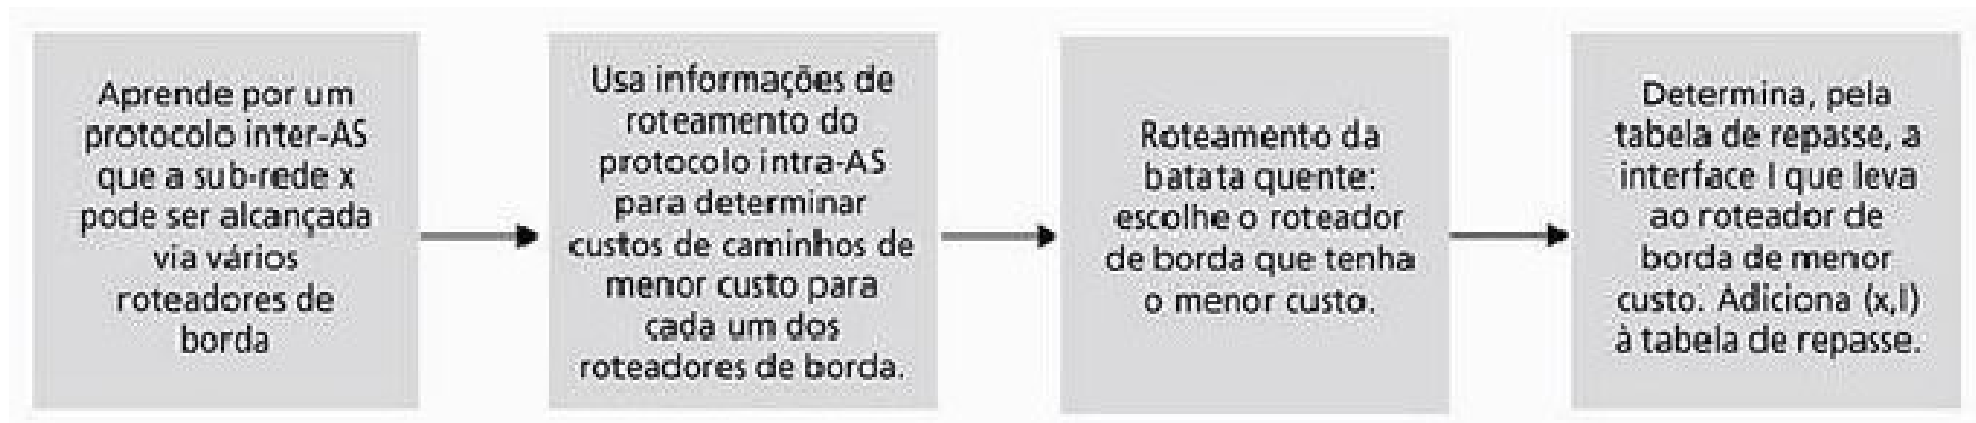 Aprende por um
protocolo inter-AS
que a sub-rede x
pode ser alcançada
via vários
roteadores de
borda
Usa informações de
roteamento do
protocolo intra-AS
para determinar
custos de caminhos de
menor custo para
cada um dos
roteadores de borda.
Roteamento da
batata quente:
escolhe o roteador
de borda que tenha
o menor custo.
Determina, pela
tabela de repasse, a
interface I que leva
ao roteador de
borda de menor
custo. Adiciona (x,I)
à tabela de repasse.